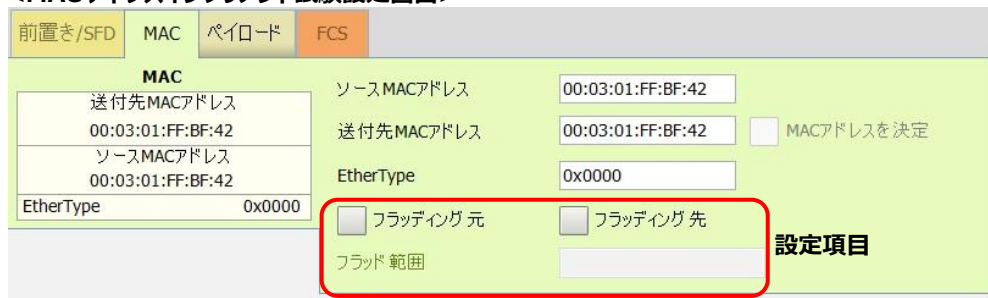 前置き/SFD MAC ペイロード FCS
MAC
送付先MACアドレス
00:03:01:FF:BF:42
ソースMACアドレス
00:03:01:FF:BF:42
EtherType 0x0000
ソースMACアドレス 00:03:01:FF:BF:42
送付先MACアドレス 00:03:01:FF:BF:42 MACアドレスを決定
EtherType 0x0000
フラッディング 元 フラッディング 先
フラッド 範囲
設定項目